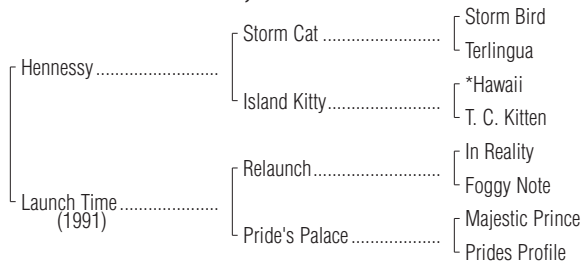 Storm Bird
Storm Cat ........................
Terlingua
Hennessy .........................
*Hawaii
Island Kitty.......................
T. C. Kitten
In Reality
Relaunch..........................
Foggy Note
Launch Time ....................
(1991)
Majestic Prince
Pride's Palace ..................
Prides Profile